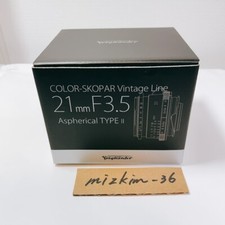 COLOR-SKOPAR Vintage Line
21mm F3.5
Aspherical TYPE II
Voigtländer
mizkim-36